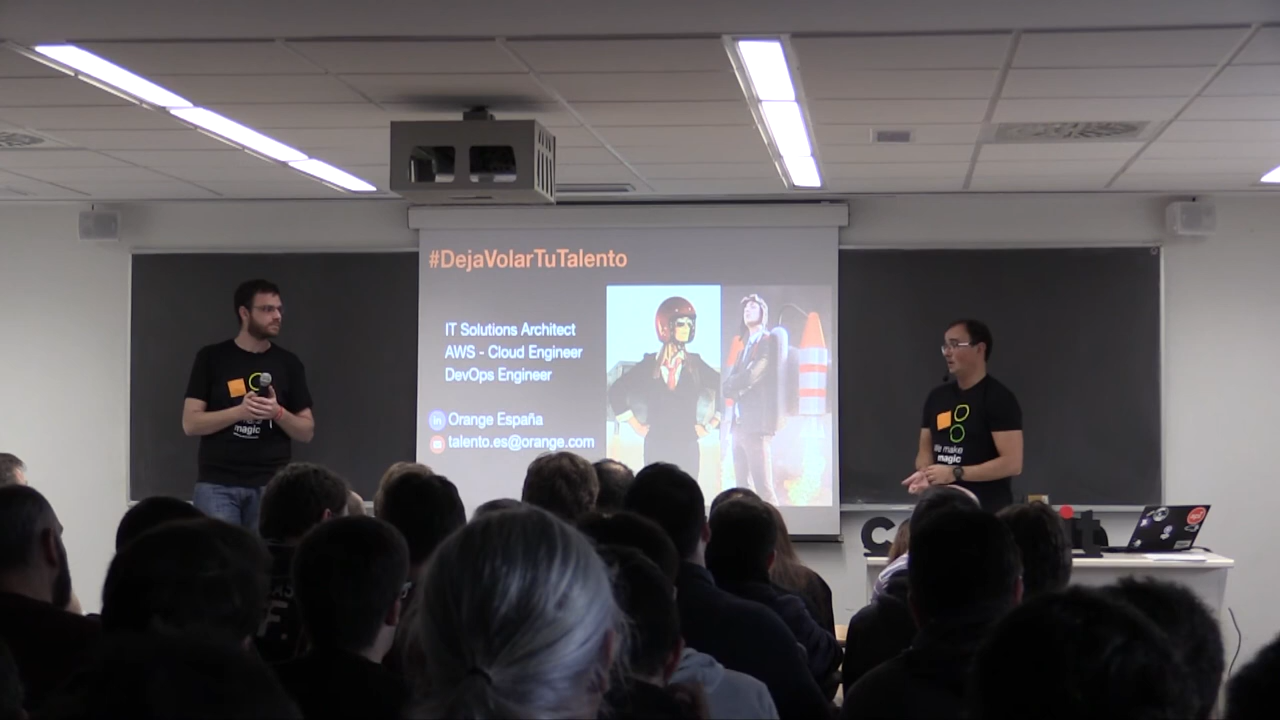 #DejaVolarTuTalento
IT Solutions Architect
AWS - Cloud Engineer
DevOps Engineer
in Orange España
talento.es@orange.com
magic
We make
magic